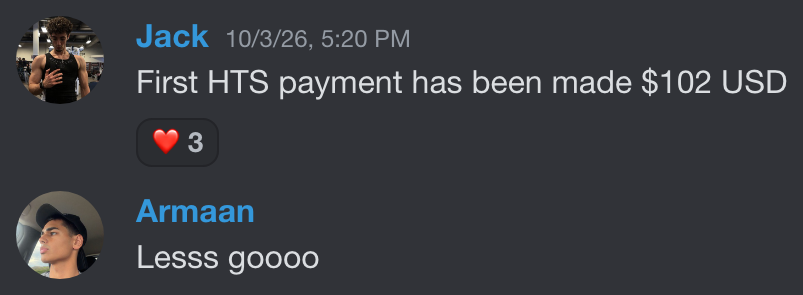 Jack 10/3/26, 5:20 PM
First HTS payment has been made $102 USD
❤️ 3
Armaan
Lesss goooo